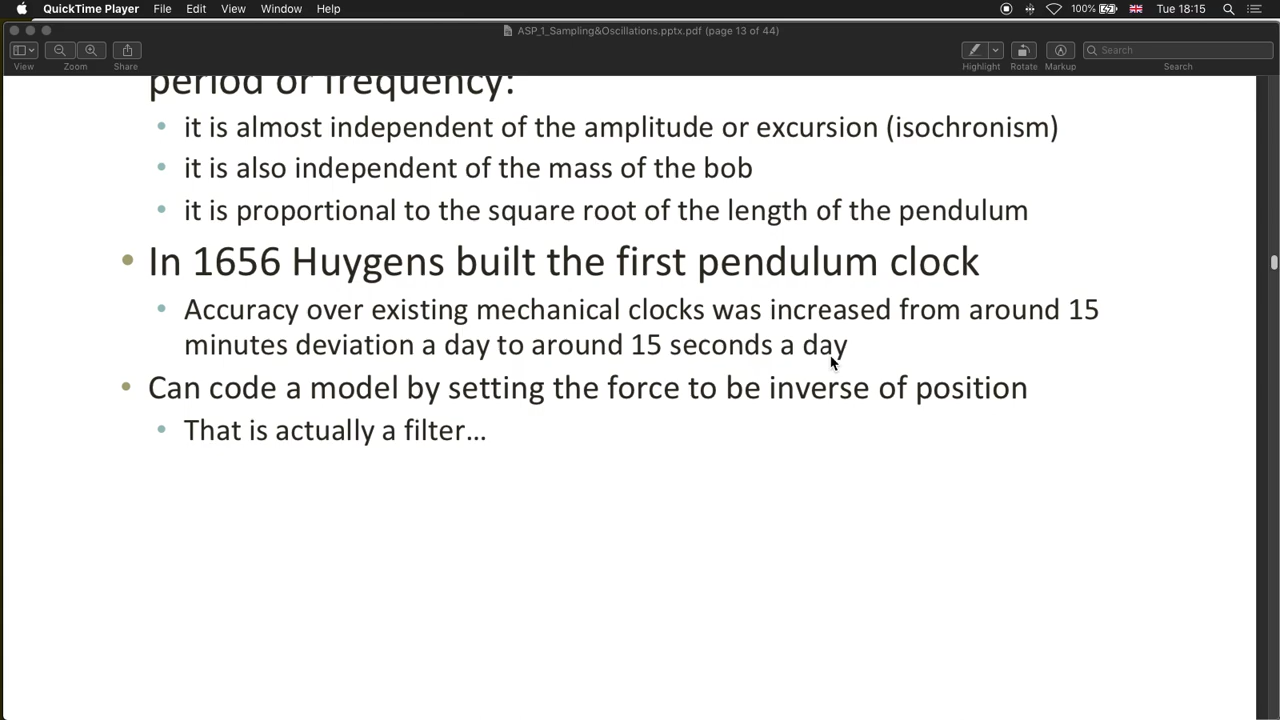 QuickTime Player File Edit View Window Help 100% Tue 18:15
ASP_1_Sampling&Oscillations.pptx.pdf (page 13 of 44)
Search
View Zoom Share Highlight Rotate Markup Search
period or frequency:
• it is almost independent of the amplitude or excursion (isochronism)
• it is also independent of the mass of the bob
• it is proportional to the square root of the length of the pendulum
• In 1656 Huygens built the first pendulum clock
• Accuracy over existing mechanical clocks was increased from around 15
minutes deviation a day to around 15 seconds a day
• Can code a model by setting the force to be inverse of position
• That is actually a filter...